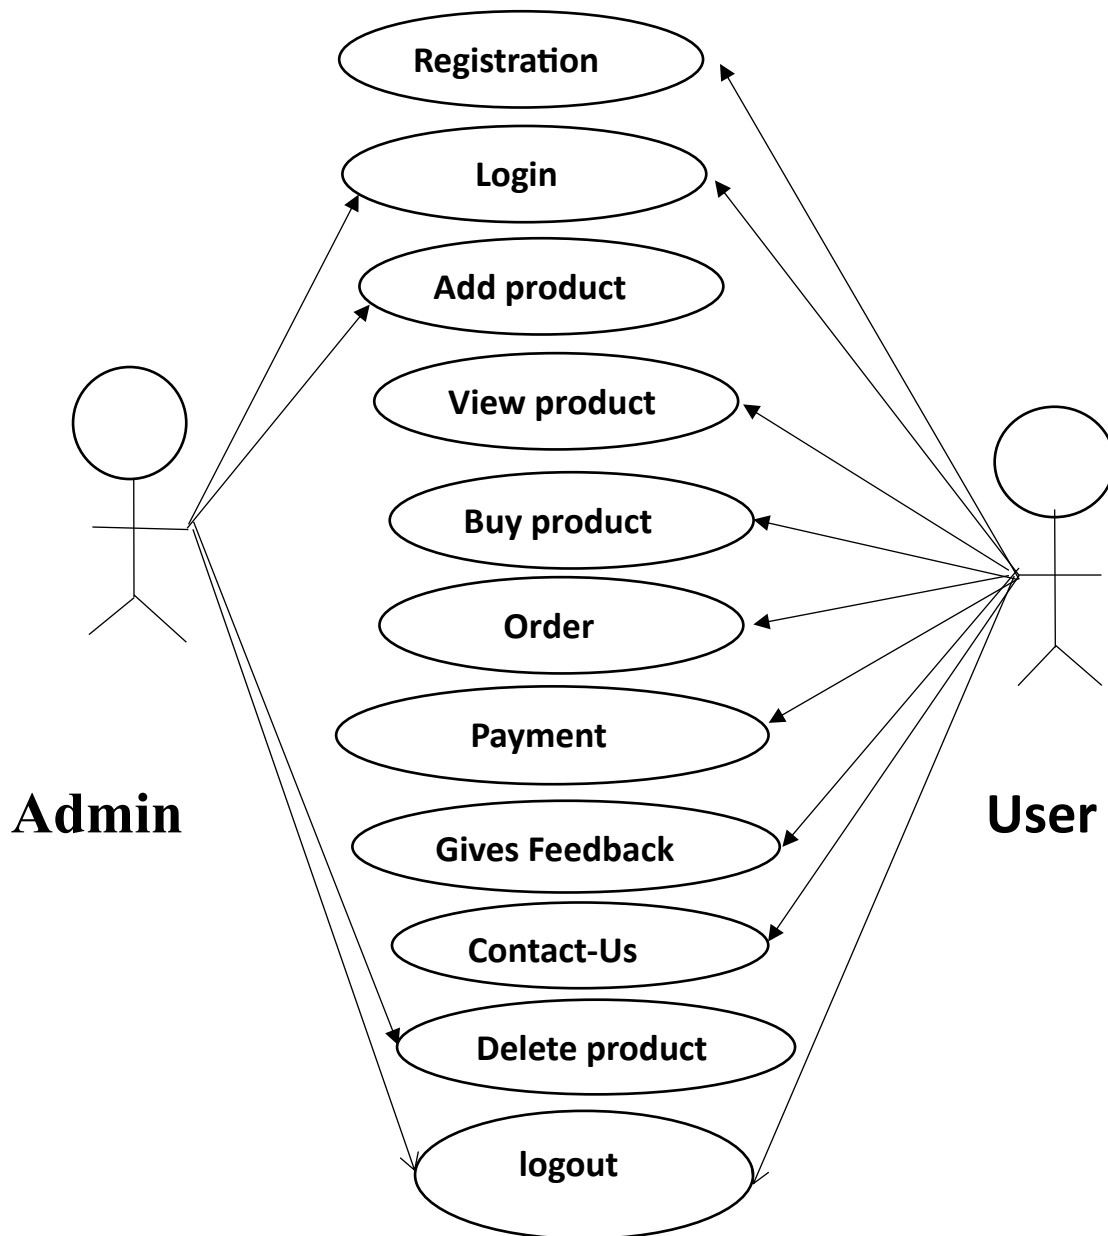 Registration
Login
Add product
View product
Buy product
Order
Payment
Admin
User
Gives Feedback
Contact-Us
Delete product
logout